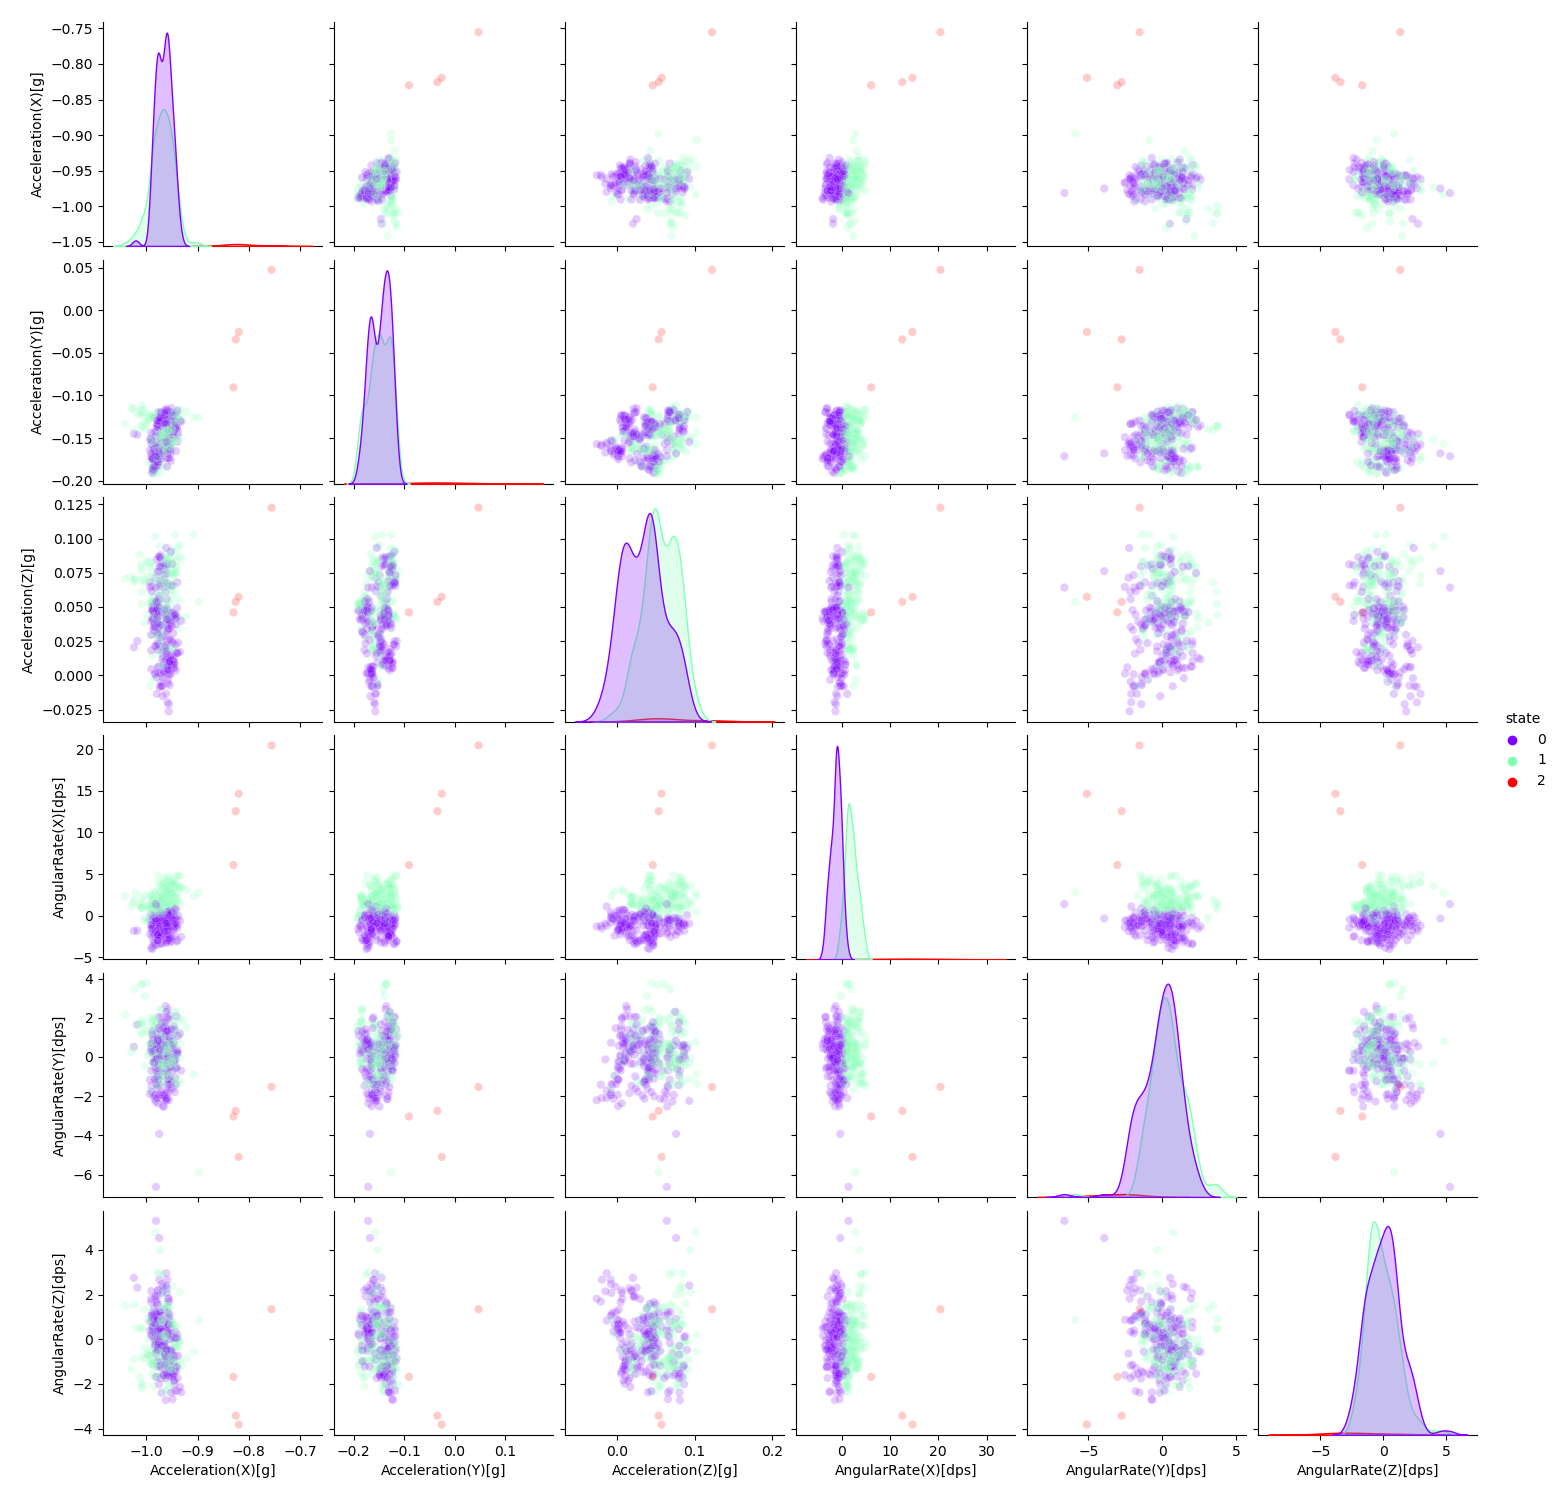 −0.75
−0.80
−0.85
−0.90
−0.95
−1.00
−1.05
Acceleration(X)[g]
0.05
0.00
−0.05
−0.10
−0.15
−0.20
Acceleration(Y)[g]
0.125
0.100
0.075
0.050
0.025
0.000
−0.025
Acceleration(Z)[g]
state
0
1
2
20
15
10
5
0
−5
AngularRate(X)[dps]
4
2
0
−2
−4
−6
AngularRate(Y)[dps]
4
2
0
−2
−4
AngularRate(Z)[dps]
−1.0 −0.9 −0.8 −0.7
−0.2 −0.1 0.0 0.1
0.0 0.1 0.2
0 10 20 30
−5 0 5
−5 0 5
Acceleration(X)[g]
Acceleration(Y)[g]
Acceleration(Z)[g]
AngularRate(X)[dps]
AngularRate(Y)[dps]
AngularRate(Z)[dps]